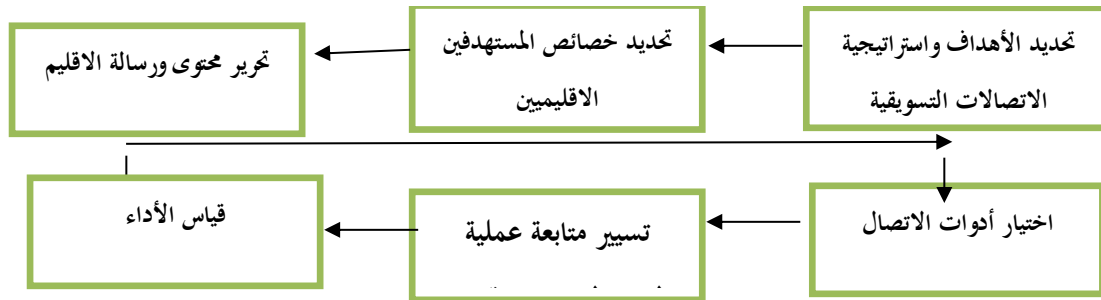 تحديد الأهداف واستراتيجية
الاتصالات التسويقية
تحديد خصائص المستهدفين
الاقليميين
تحرير محتوى ورسالة الاقليم
اختيار أدوات الاتصال
تسيير متابعة عملية
قياس الأداء